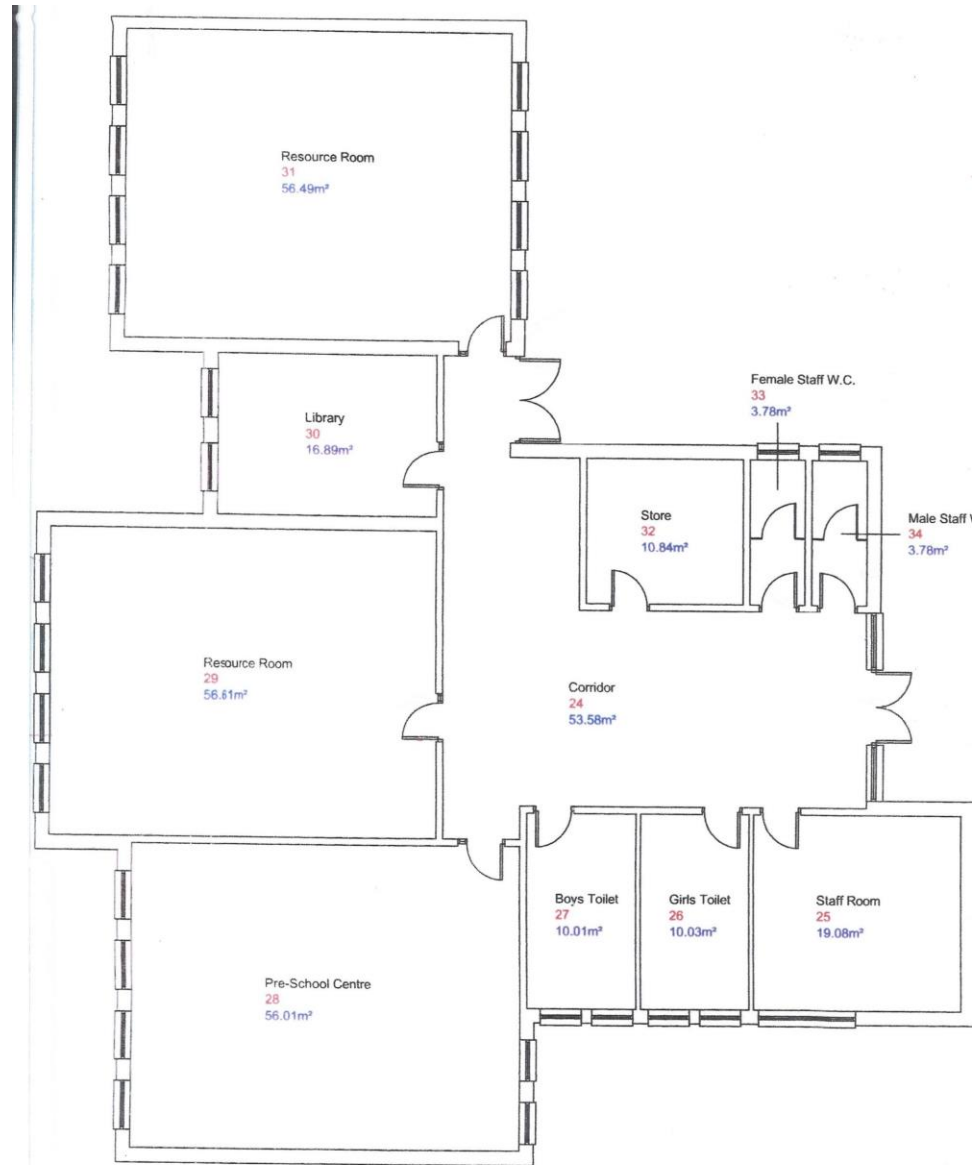 Resource Room
31
56.49m²
Female Staff W.C.
33
3.78m²
Library
30
16.89m²
Store
32
10.84m²
Male Staff
34
3.78m²
Resource Room
29
56.61m²
Corridor
24
53.58m²
Boys Toilet
27
10.01m²
Girls Toilet
26
10.03m²
Staff Room
25
19.08m²
Pre-School Centre
28
56.01m²